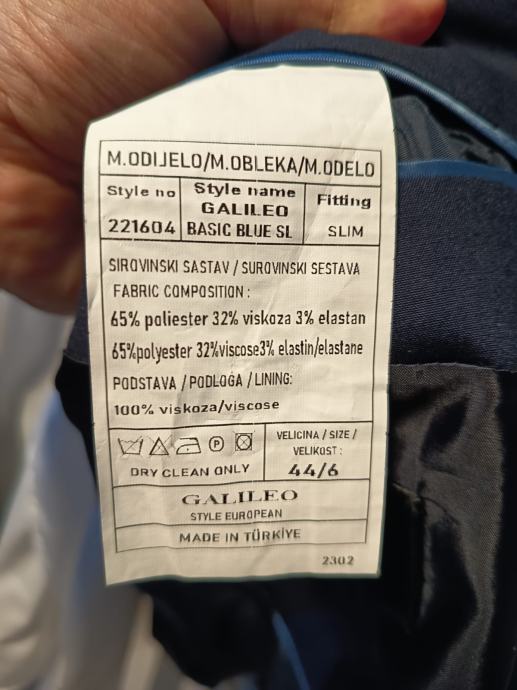 M.ODIJELO/M.OBLEKA/M.ODELO
Style no
221604
Style name
GALILEO
BASIC BLUE SL
Fitting
SLIM
SIROVINSKI SASTAV / SUROVINSKI SESTAVA
FABRIC COMPOSITION :
65% poliester 32% viskoza 3% elastan
65%polyester 32%viscose3% elastin/elastane
PODSTAVA / PODLOGA / LINING:
100% viskoza/viscose
P
DRY CLEAN ONLY
VELICINA / SIZE /
VELIKOST :
44/6
GALILEO
STYLE EUROPEAN
MADE IN TÜRKİYE
2302